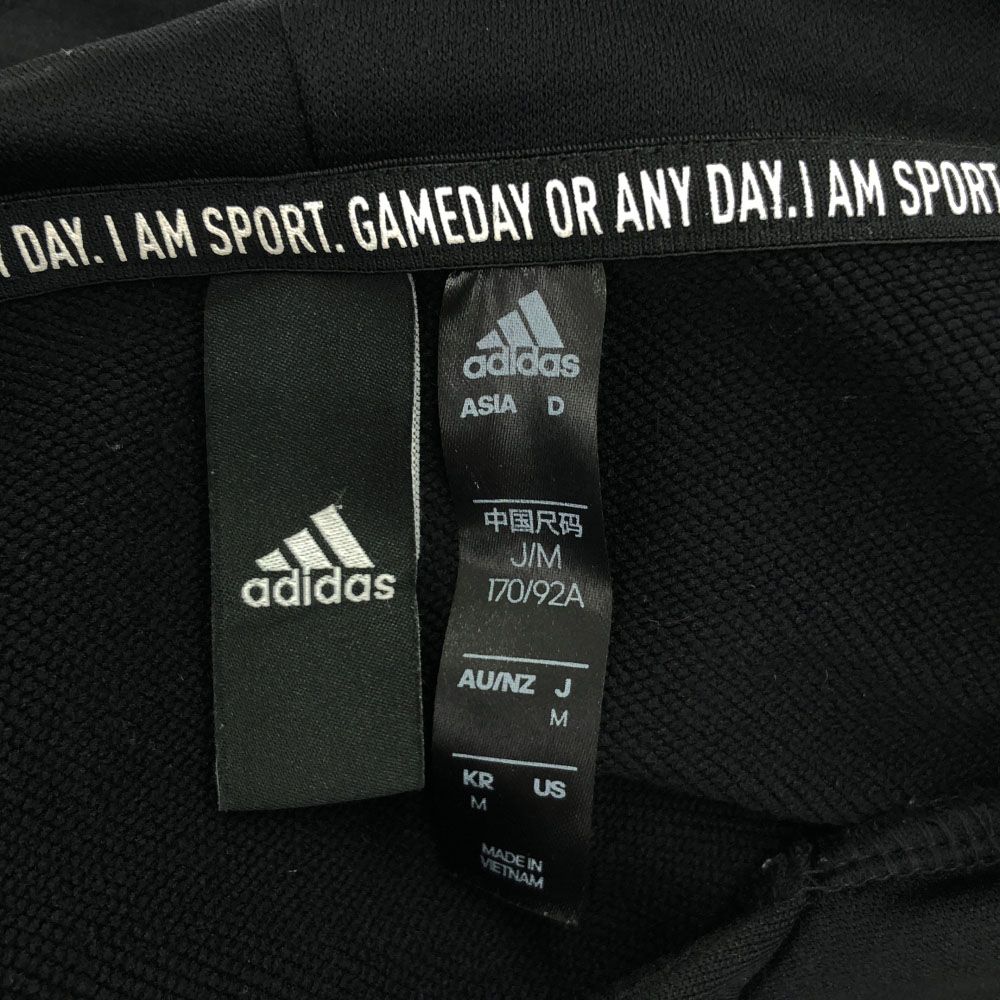 Y DAY. I AM SPORT. GAMEDAY OR ANY DAY. I AM SPORT
adidas
adidas
ASIA D
中国尺码
J/M
170/92A
AU/NZ J
M
KR US
M
MADE IN
VIETNAM